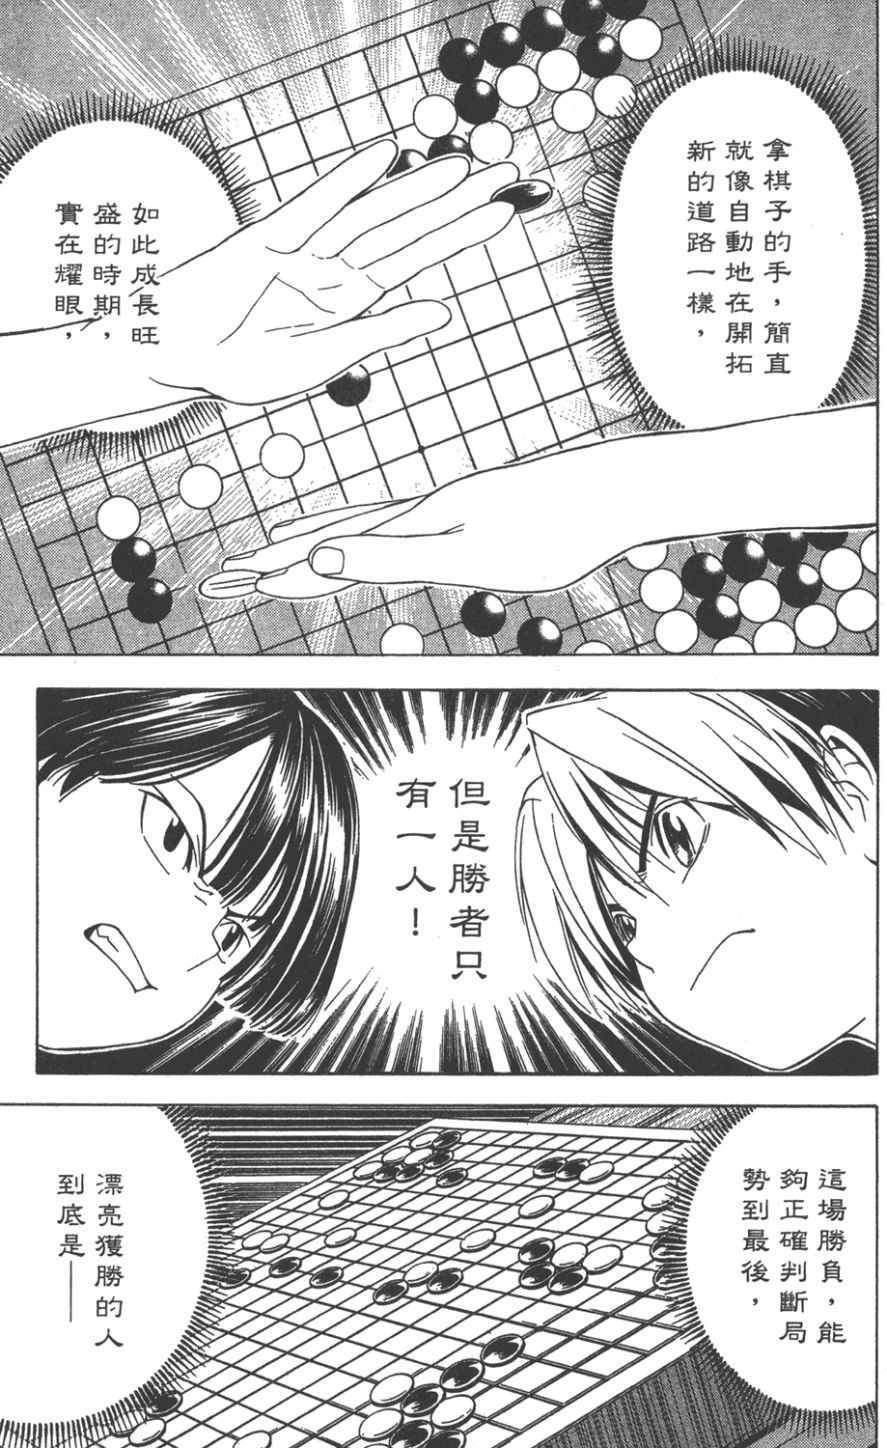 拿棋子的手，簡直
就像自動地在開拓
新的道路一樣，
如此成長旺
盛的時期，
實在耀眼，
但是勝者只
有一人！
這場勝負，能
夠正確判斷局
勢到最後，
漂亮獲勝的人
到底是——